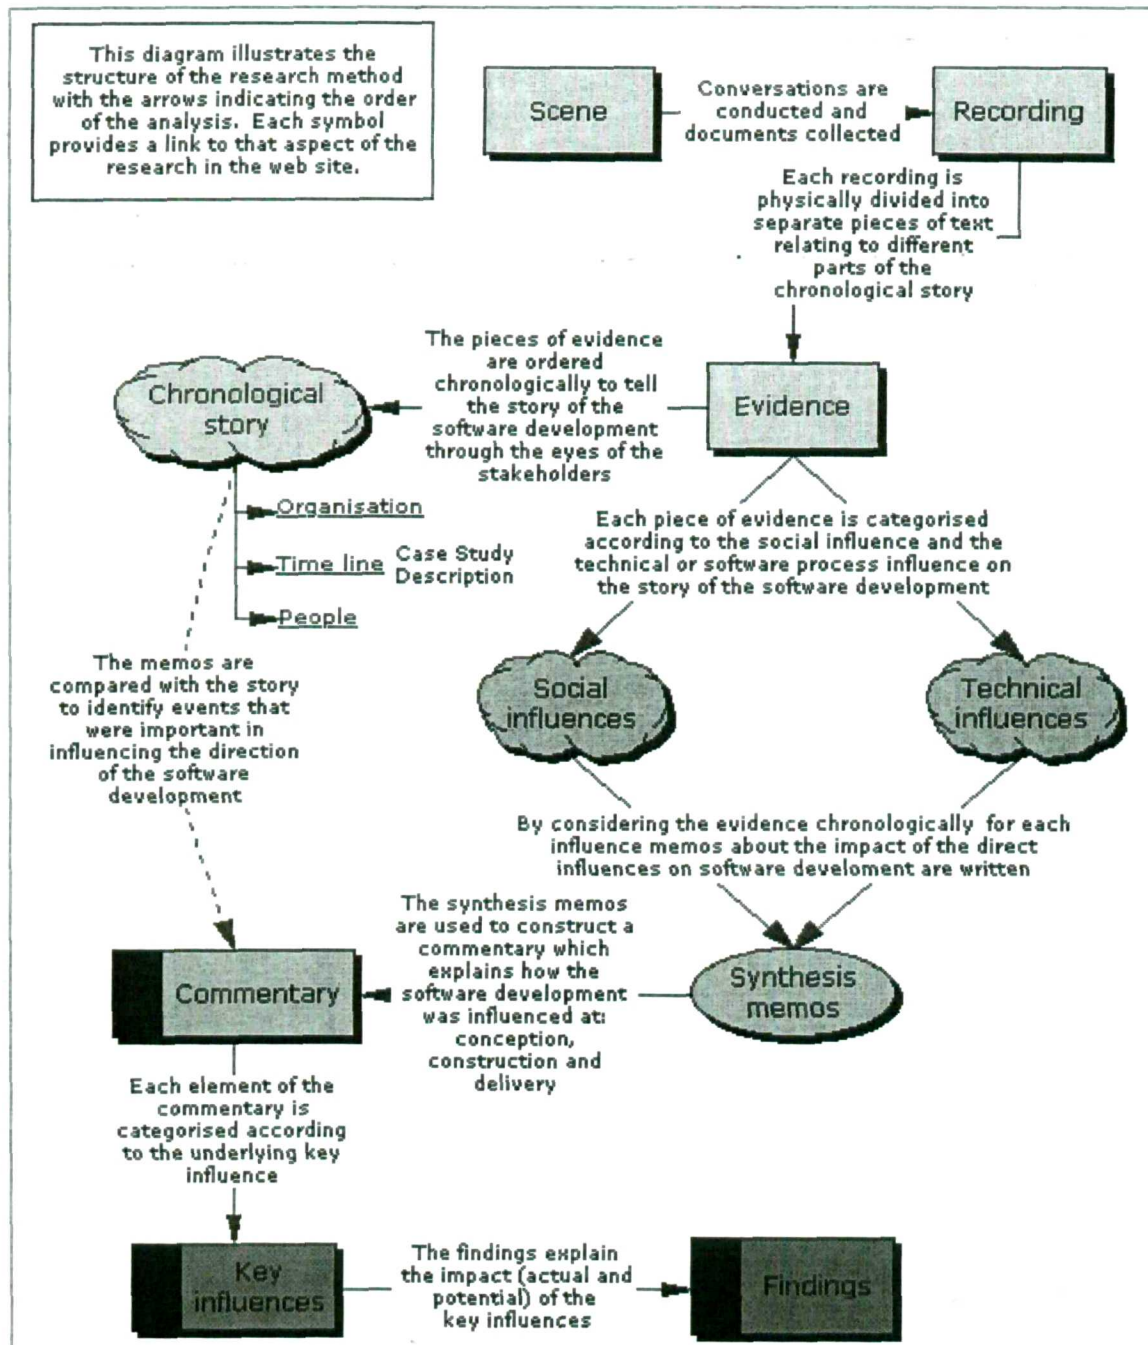 This diagram illustrates the
structure of the research method
with the arrows indicating the order
of the analysis. Each symbol
provides a link to that aspect of the
research in the web site.
Scene
Conversations are
conducted and
documents collected
Recording
Each recording is
physically divided into
separate pieces of text
relating to different
parts of the
chronological story
Evidence
The pieces of evidence
are ordered
chronologically to tell
the story of the
software development
through the eyes of the
stakeholders
Chronological
story
Organisation
Time line
Case Study
Description
People
Each piece of evidence is categorised
according to the social influence and the
technical or software process influence on
the story of the software development
Social
influences
Technical
influences
The memos are
compared with the story
to identify events that
were important in
influencing the direction
of the software
development
By considering the evidence chronologically for each
influence memos about the impact of the direct
influences on software develoment are written
Synthesis
memos
The synthesis memos
are used to construct a
commentary which
explains how the
software development
was influenced at:
conception,
construction and
delivery
Commentary
Each element of the
commentary is
categorised according
to the underlying key
influence
Key
influences
The findings explain
the impact (actual and
potential) of the
key influences
Findings